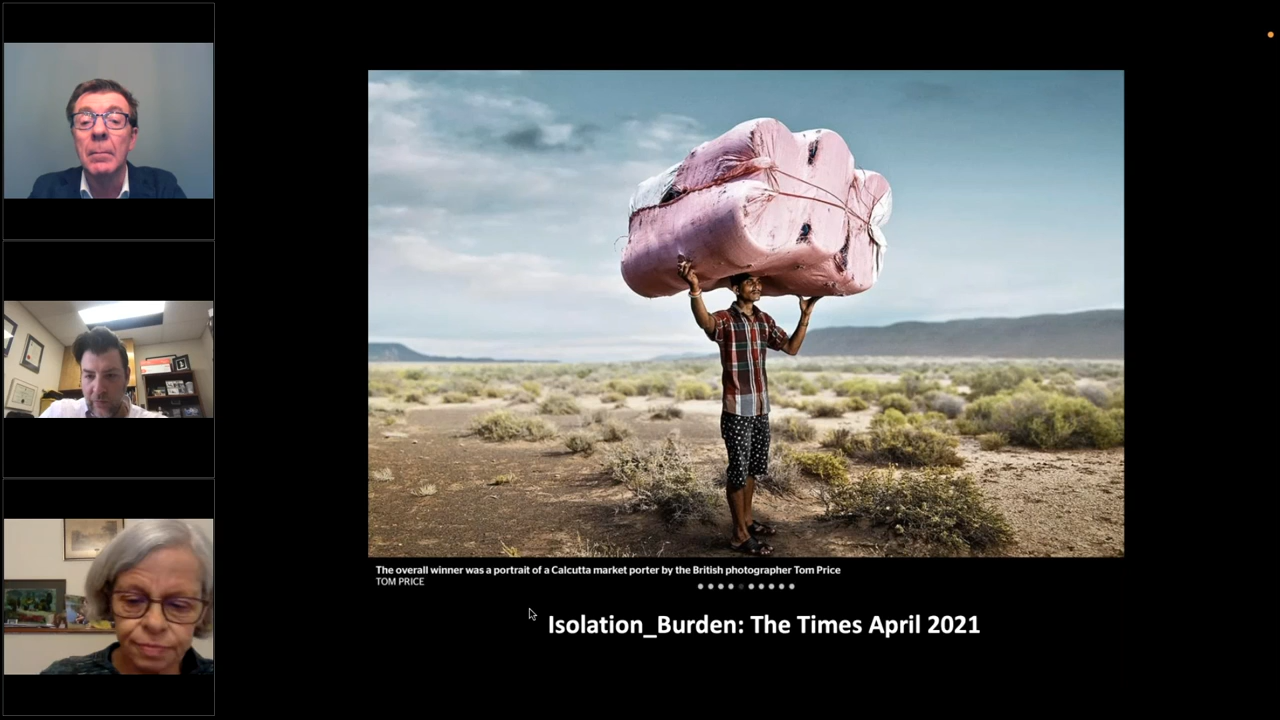 The overall winner was a portrait of a Calcutta market porter by the British photographer Tom Price
TOM PRICE
Isolation_Burden: The Times April 2021